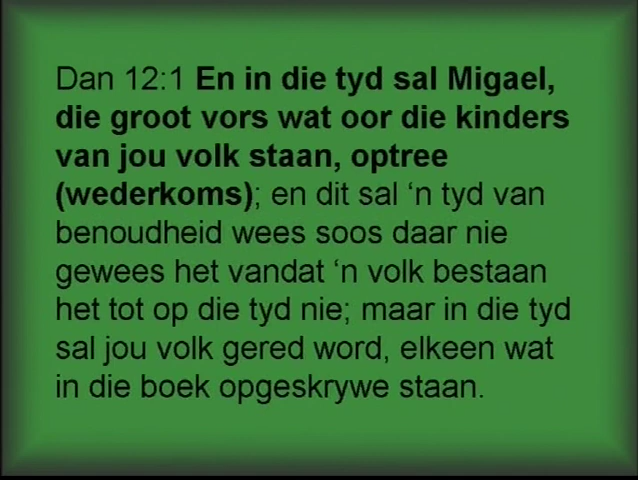 Dan 12:1 En in die tyd sal Migael,
die groot vors wat oor die kinders
van jou volk staan, optree
(wederkoms); en dit sal ‘n tyd van
benoudheid wees soos daar nie
gewees het vandat ‘n volk bestaan
het tot op die tyd nie; maar in die tyd
sal jou volk gered word, elkeen wat
in die boek opgeskrywe staan.